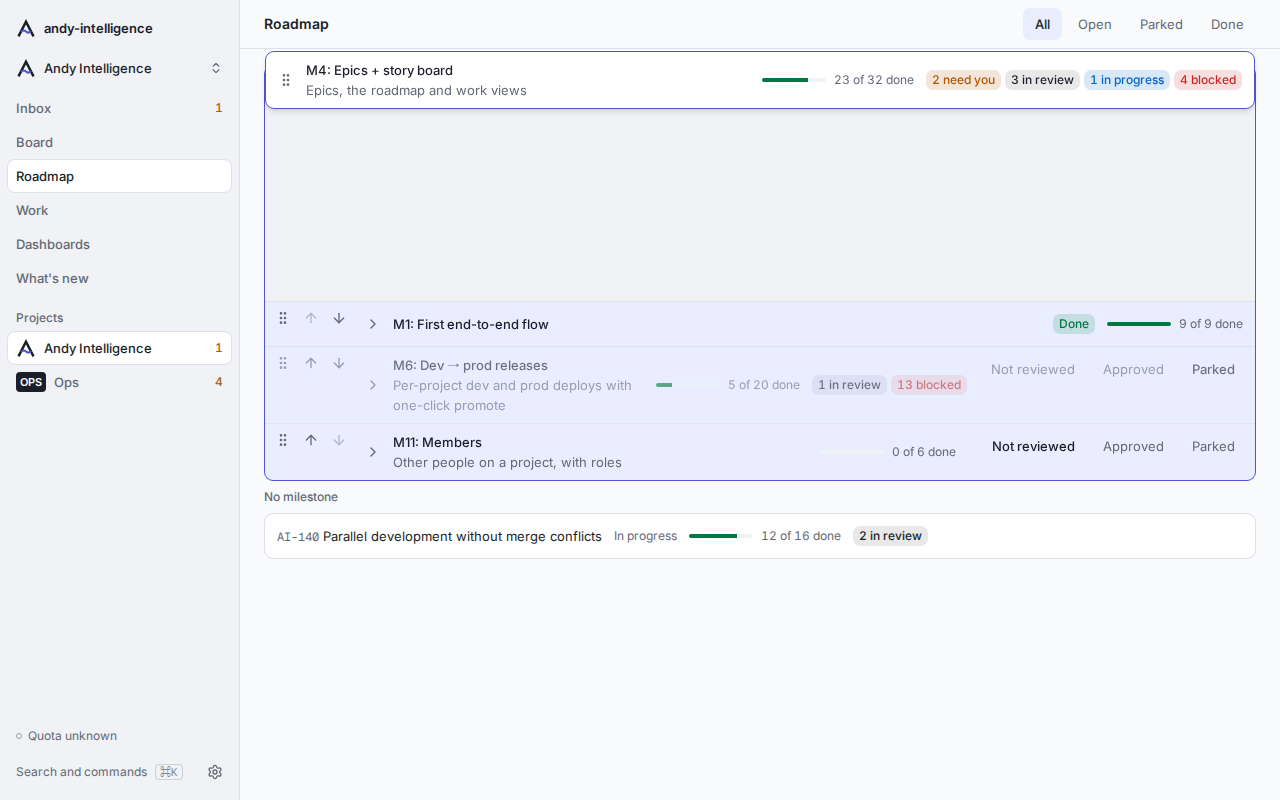 andy-intelligence
Andy Intelligence
Inbox 1
Board
Roadmap
Work
Dashboards
What's new
Projects
Andy Intelligence 1
OPS Ops 4
Quota unknown
Search and commands ⌘K
Roadmap
All Open Parked Done
M4: Epics + story board
Epics, the roadmap and work views
23 of 32 done 2 need you 3 in review 1 in progress 4 blocked
M1: First end-to-end flow
Done 9 of 9 done
M6: Dev → prod releases
Per-project dev and prod deploys with
one-click promote
5 of 20 done 1 in review 13 blocked
Not reviewed Approved Parked
M11: Members
Other people on a project, with roles
0 of 6 done
Not reviewed Approved Parked
No milestone
AI-140 Parallel development without merge conflicts In progress 12 of 16 done 2 in review